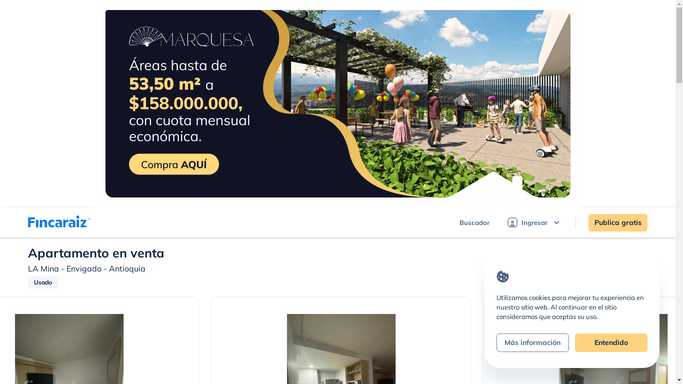 MARQUESA
Áreas hasta de
53,50 m² a
$158.000.000,
con cuota mensual
económica.
Compra AQUÍ
Fincaraiz
Buscador
Ingresar
Publica gratis
Apartamento en venta
LA Mina - Envigado - Antioquia
Usado
Utilizamos cookies para mejorar tu experiencia en
nuestro sitio web. Al continuar en el sitio
consideramos que aceptas su uso.
Más información
Entendido